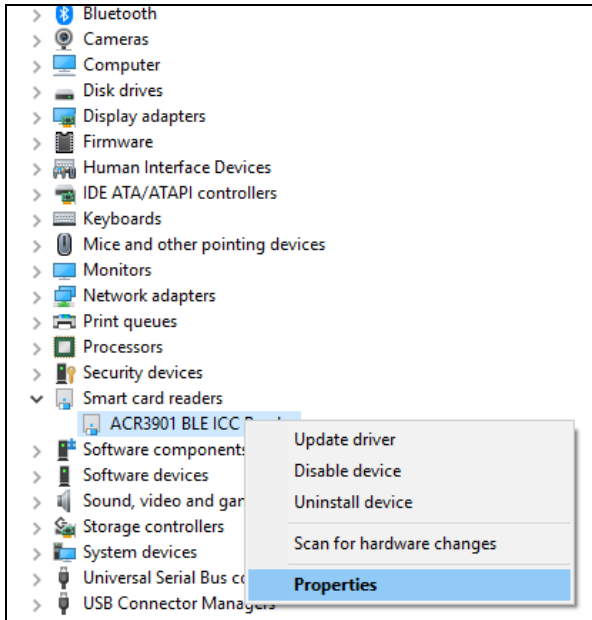 Bluetooth
Cameras
Computer
Disk drives
Display adapters
Firmware
Human Interface Devices
IDE ATA/ATAPI controllers
Keyboards
Mice and other pointing devices
Monitors
Network adapters
Print queues
Processors
Security devices
Smart card readers
ACR3901 BLE ICC
Software components
Software devices
Sound, video and
Storage controllers
System devices
Universal Serial Bus
USB Connector Managers
Update driver
Disable device
Uninstall device
Scan for hardware changes
Properties